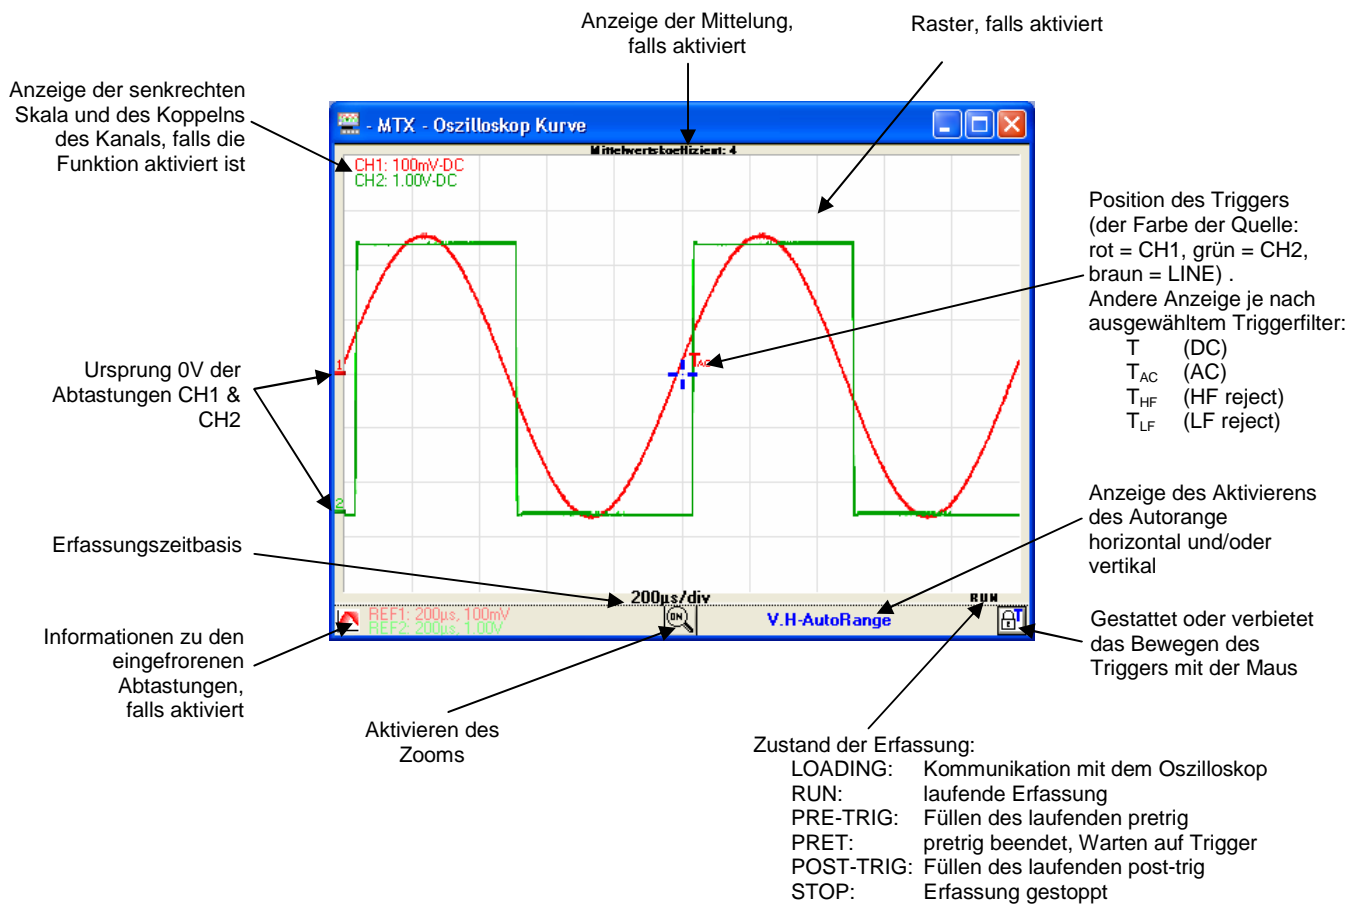 Anzeige der Mittelung,
falls aktiviert
Raster, falls aktiviert
Anzeige der senkrechten
Skala und des Koppelns
des Kanals, falls die
Funktion aktiviert ist
- MTX - Oszilloskop Kurve
Mittelwertskoeffizient: 4
CH1: 100mV-DC
CH2: 1.00V-DC
Position des Triggers
(der Farbe der Quelle:
rot = CH1, grün = CH2,
braun = LINE) .
Andere Anzeige je nach
ausgewähltem Triggerfilter:
T (DC)
TAC (AC)
THF (HF reject)
TLF (LF reject)
1
TAC
Ursprung 0V der
Abtastungen CH1 &
CH2
2
Anzeige des Aktivierens
des Autorange
horizontal und/oder
vertikal
Erfassungszeitbasis
200µs/div
RUN
REF1: 200µs, 100mV
REF2: 200µs, 1.00V
ON
V.H-AutoRange
T
Gestattet oder verbietet
das Bewegen des
Triggers mit der Maus
Informationen zu den
eingefrorenen
Abtastungen,
falls aktiviert
Aktivieren des
Zooms
Zustand der Erfassung:
LOADING: Kommunikation mit dem Oszilloskop
RUN: laufende Erfassung
PRE-TRIG: Füllen des laufenden pretrig
PRET: pretrig beendet, Warten auf Trigger
POST-TRIG: Füllen des laufenden post-trig
STOP: Erfassung gestoppt